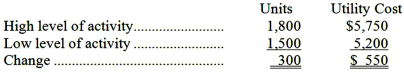 Units Utility Cost
High level of activity........................... 1,800 $5,750
Low level of activity ........................... 1,500 5,200
Change ................................................... 300 $ 550